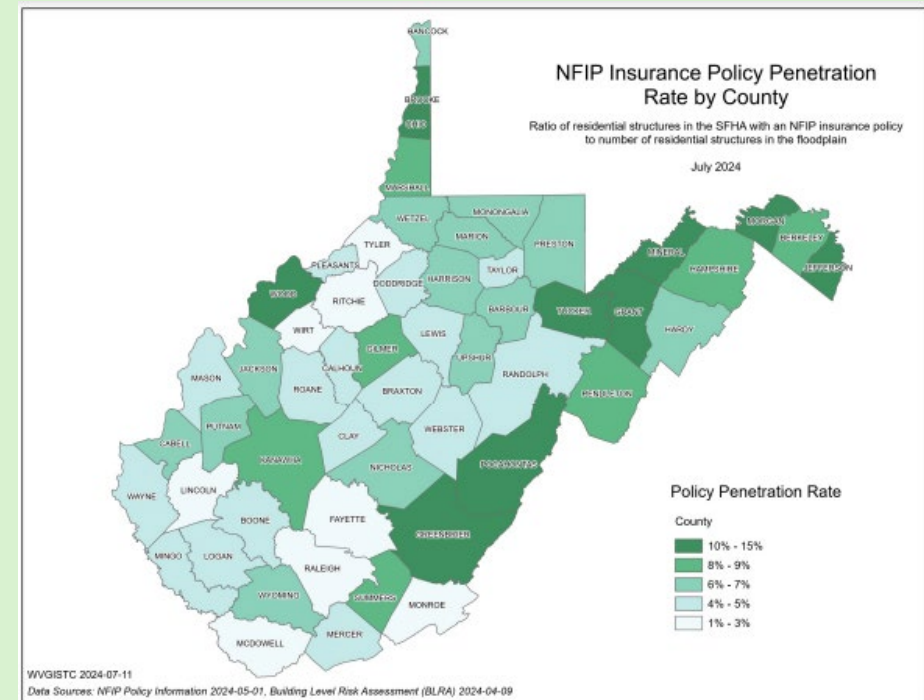 NFIP Insurance Policy Penetration
Rate by County
Ratio of residential structures in the SFHA with an NFIP insurance policy
to number of residential structures in the floodplain
July 2024
HANCOCK
BROOKE
OHIO
MARSHALL
WETZEL
MONONGALIA
MARION
PRESTON
TYLER
PLEASANTS
DODDRIDGE
HARRISON
TAYLOR
MORGAN
BERKELEY
JEFFERSON
MINERAL
HAMPSHIRE
WOOD
RITCHIE
BARBOUR
TUCKER
GRANT
HARDY
WIRT
GILMER
LEWIS
UPSHUR
RANDOLPH
PENDLETON
MASON
JACKSON
ROANE
CALHOUN
BRAXTON
WEBSTER
CABELL
PUTNAM
CLAY
KANAWHA
NICHOLAS
POCAHONTAS
WAYNE
LINCOLN
BOONE
FAYETTE
GREENBRIER
MINGO
LOGAN
RALEIGH
WYOMING
SUMMERS
MONROE
MCDOWELL
MERCER
Policy Penetration Rate
County
10% - 15%
8% - 9%
6% - 7%
4% - 5%
1% - 3%
WVGISTC 2024-07-11
Data Sources: NFIP Policy Information 2024-05-01, Building Level Risk Assessment (BLRA) 2024-04-09